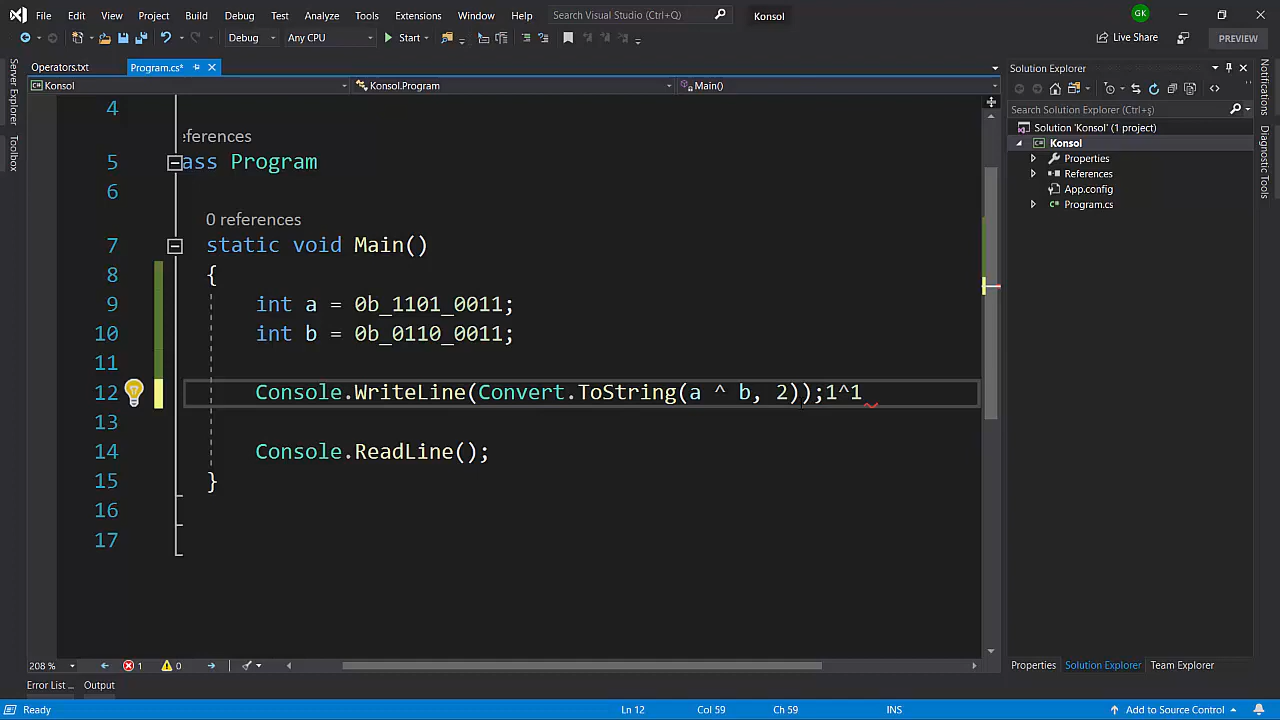 File Edit View Project Build Debug Test Analyze Tools Extensions Window Help Search Visual Studio (Ctrl+Q) Konsol GK
Debug Any CPU Start Live Share PREVIEW
Operators.txt Program.cs*
Konsol Konsol.Program Main()
Server Explorer
Toolbox
4
eferences
5 ass Program
6
0 references
7 static void Main()
8 {
9 int a = 0b_1101_0011;
10 int b = 0b_0110_0011;
11
12 Console.WriteLine(Convert.ToString(a ^ b, 2));1^1
13
14 Console.ReadLine();
15 }
16
17
208 % 1 0
Solution Explorer
Search Solution Explorer (Ctrl+ş)
Solution 'Konsol' (1 project)
Konsol
Properties
References
App.config
Program.cs
Properties Solution Explorer Team Explorer
Notifications
Diagnostic Tools
Error List ... Output
Ready Ln 12 Col 59 Ch 59 INS Add to Source Control